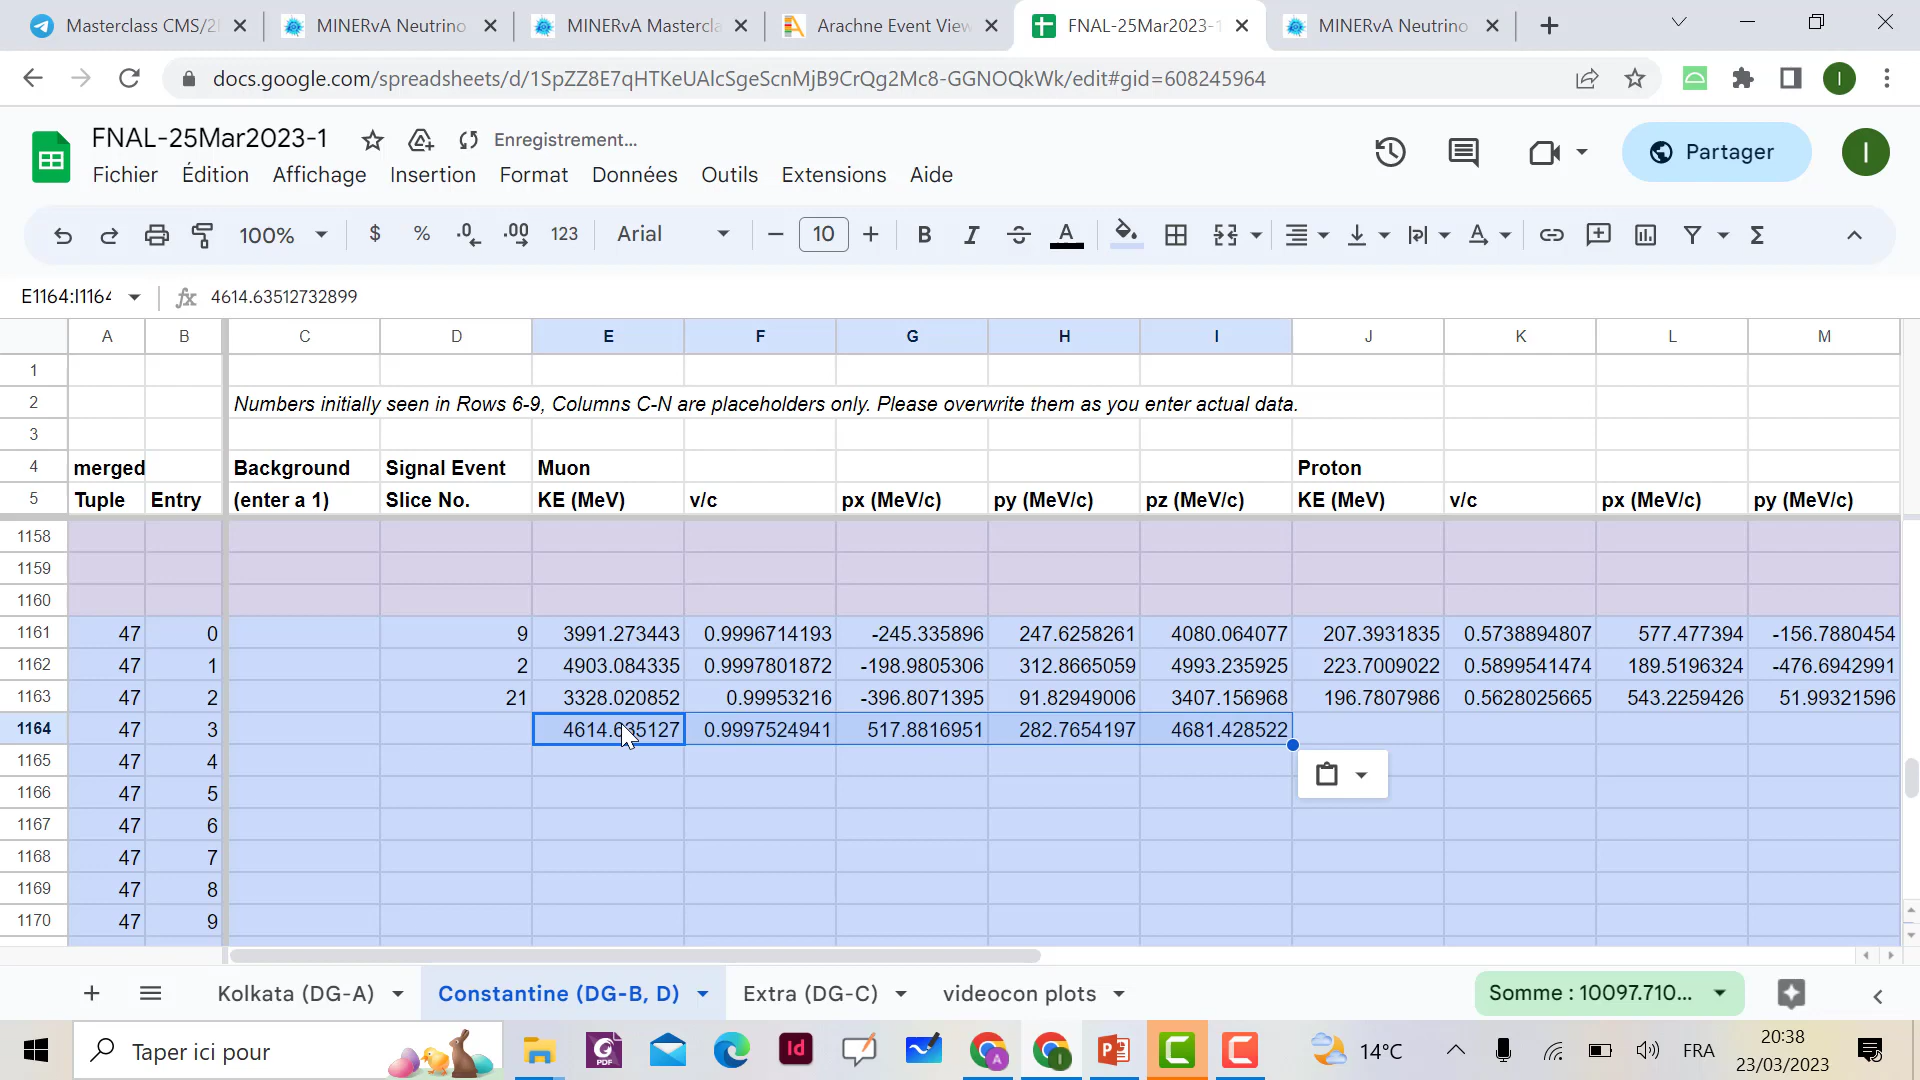 Masterclass CMS/2
MINERvA Neutrino
MINERvA Mastercla
Arachne Event View
FNAL-25Mar2023-1
MINERvA Neutrino
docs.google.com/spreadsheets/d/1SpZZ8E7qHTKeUAlcSgeScnMjB9CrQg2Mc8-GGNOQkWk/edit#gid=608245964
I
FNAL-25Mar2023-1
Enregistrement...
Fichier Édition Affichage Insertion Format Données Outils Extensions Aide
Partager
I
100% $ % .0 .00 123 Arial 10 B I S A
E1164:I1164
fx 4614.63512732899
A B C D E F G H I J K L M
1
2 Numbers initially seen in Rows 6-9, Columns C-N are placeholders only. Please overwrite them as you enter actual data.
3
4 merged Background Signal Event Muon Proton
5 Tuple Entry (enter a 1) Slice No. KE (MeV) v/c px (MeV/c) py (MeV/c) pz (MeV/c) KE (MeV) v/c px (MeV/c) py (MeV/c)
1158
1159
1160
1161 47 0 9 3991.273443 0.9996714193 -245.335896 247.6258261 4080.064077 207.3931835 0.5738894807 577.477394 -156.7880454
1162 47 1 2 4903.084335 0.9997801872 -198.9805306 312.8665059 4993.235925 223.7009022 0.5899541474 189.5196324 -476.6942991
1163 47 2 21 3328.020852 0.99953216 -396.8071395 91.82949006 3407.156968 196.7807986 0.5628025665 543.2259426 51.99321596
1164 47 3 4614.635127 0.9997524941 517.8816951 282.7654197 4681.428522
1165 47 4
1166 47 5
1167 47 6
1168 47 7
1169 47 8
1170 47 9
Kolkata (DG-A) Constantine (DG-B, D) Extra (DG-C) videocon plots
Somme : 10097.710...
Taper ici pour
PDF
Id
A
I
14°C
FRA
20:38
23/03/2023